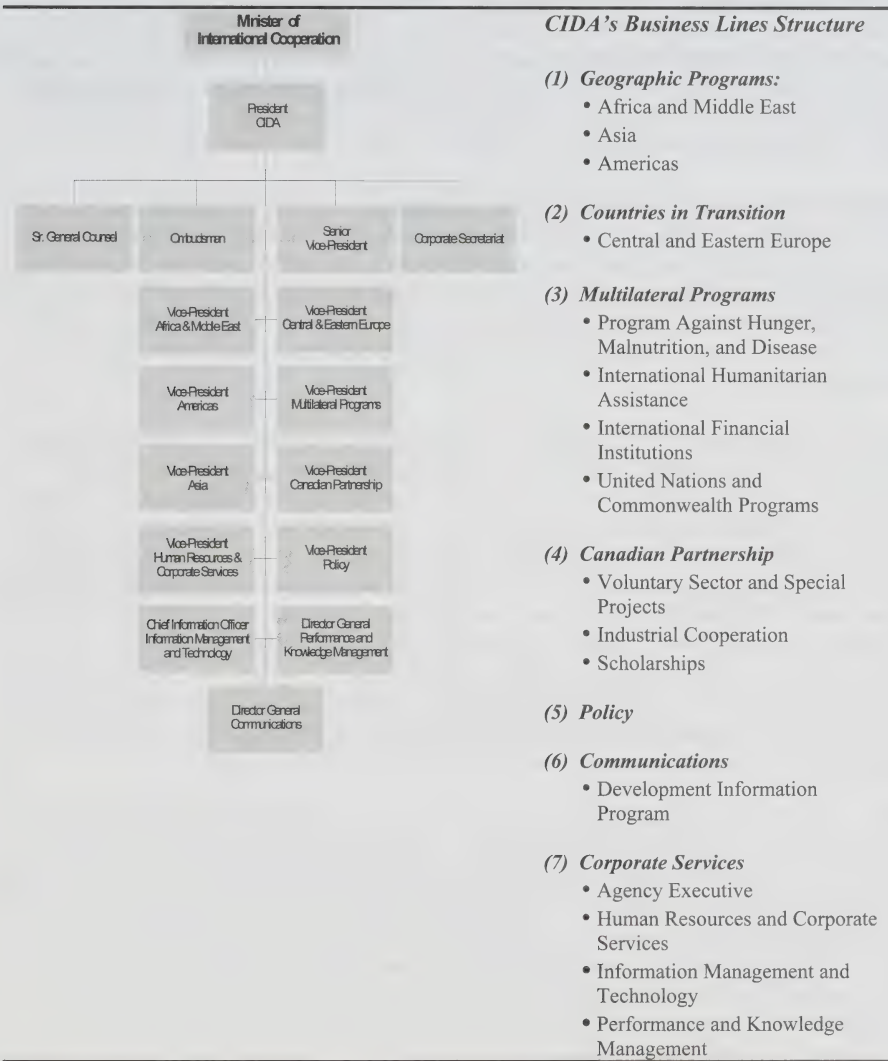 Mnister of
International Cooperation
President
CIDA
Sr. General Counsel
Ombudsman
Senior
Vice-President
Corporate Secretariat
Vice-President
Africa & Middle East
Vice-President
Central & Eastern Europe
Vice-President
Americas
Vice-President
Multilateral Programs
Vice-President
Asia
Vice-President
Canadian Partnership
Vice-President
Human Resources &
Corporate Services
Vice-President
Policy
Chief Information Officer
Information Management
and Technology
Director General
Performance and
Knowledge Management
Director General
Communications
CIDA's Business Lines Structure
(1) Geographic Programs:
• Africa and Middle East
• Asia
• Americas
(2) Countries in Transition
• Central and Eastern Europe
(3) Multilateral Programs
• Program Against Hunger,
Malnutrition, and Disease
• International Humanitarian
Assistance
• International Financial
Institutions
• United Nations and
Commonwealth Programs
(4) Canadian Partnership
• Voluntary Sector and Special
Projects
• Industrial Cooperation
• Scholarships
(5) Policy
(6) Communications
• Development Information
Program
(7) Corporate Services
• Agency Executive
• Human Resources and Corporate
Services
• Information Management and
Technology
• Performance and Knowledge
Management